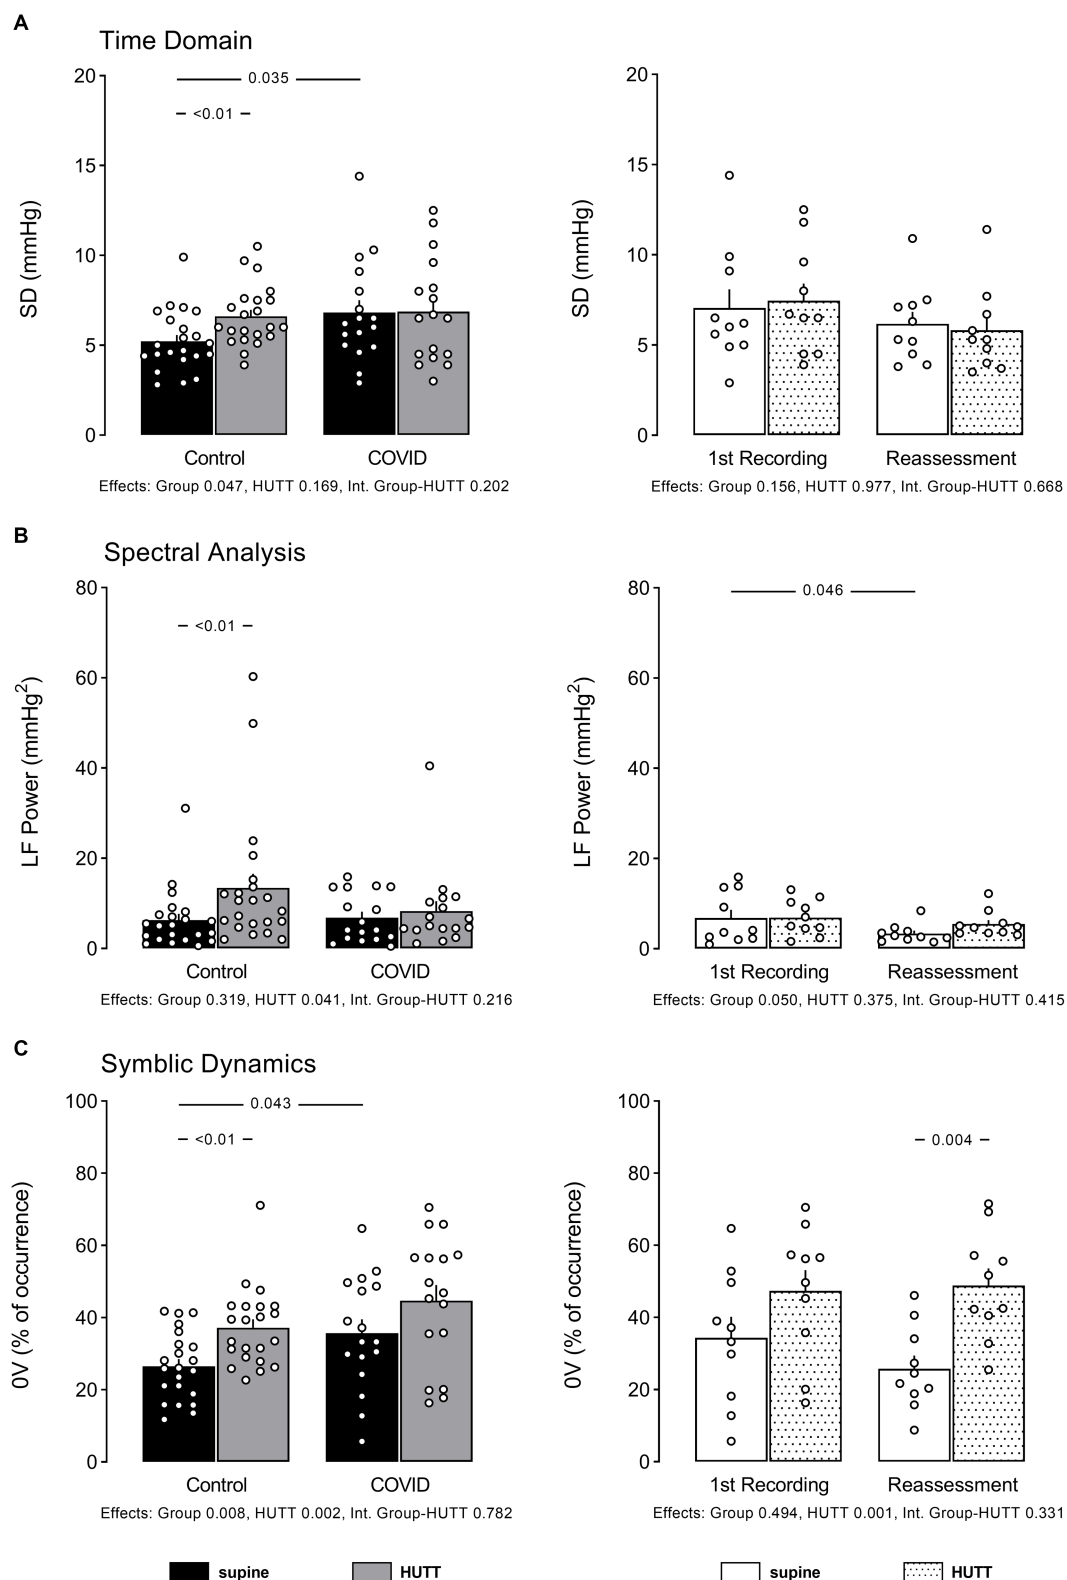 A
Time Domain
20
15
10
5
0
SD (mmHg)
0.035
<0.01
Control
COVID
Effects: Group 0.047, HUTT 0.169, Int. Group-HUTT 0.202
20
15
10
5
0
SD (mmHg)
1st Recording
Reassessment
Effects: Group 0.156, HUTT 0.977, Int. Group-HUTT 0.668
B
Spectral Analysis
80
60
40
20
0
LF Power (mmHg2)
<0.01
Control
COVID
Effects: Group 0.319, HUTT 0.041, Int. Group-HUTT 0.216
80
60
40
20
0
LF Power (mmHg2)
0.046
1st Recording
Reassessment
Effects: Group 0.050, HUTT 0.375, Int. Group-HUTT 0.415
C
Symblic Dynamics
100
80
60
40
20
0
0V (% of occurrence)
0.043
<0.01
Control
COVID
Effects: Group 0.008, HUTT 0.002, Int. Group-HUTT 0.782
100
80
60
40
20
0
0V (% of occurrence)
0.004
1st Recording
Reassessment
Effects: Group 0.494, HUTT 0.001, Int. Group-HUTT 0.331
supine
HUTT
supine
HUTT